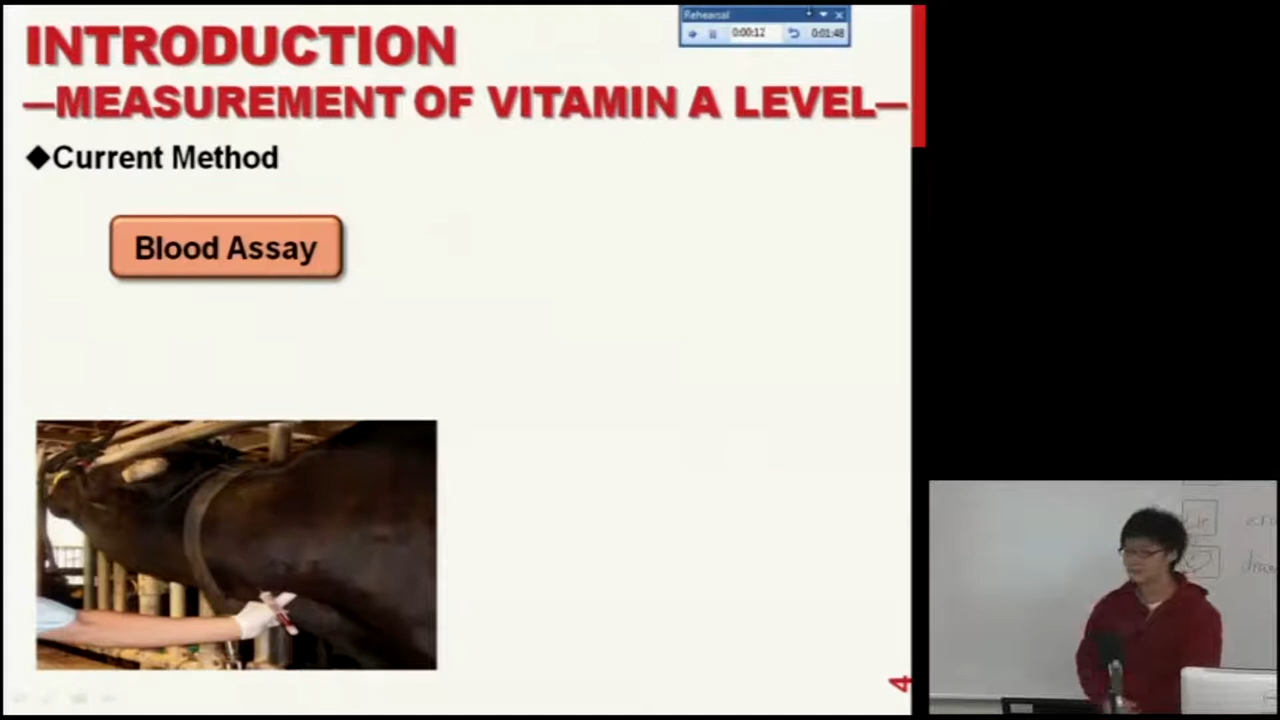 INTRODUCTION
—MEASUREMENT OF VITAMIN A LEVEL—
Rehearsal
0:00:12
0:01:48
◆Current Method
Blood Assay
4